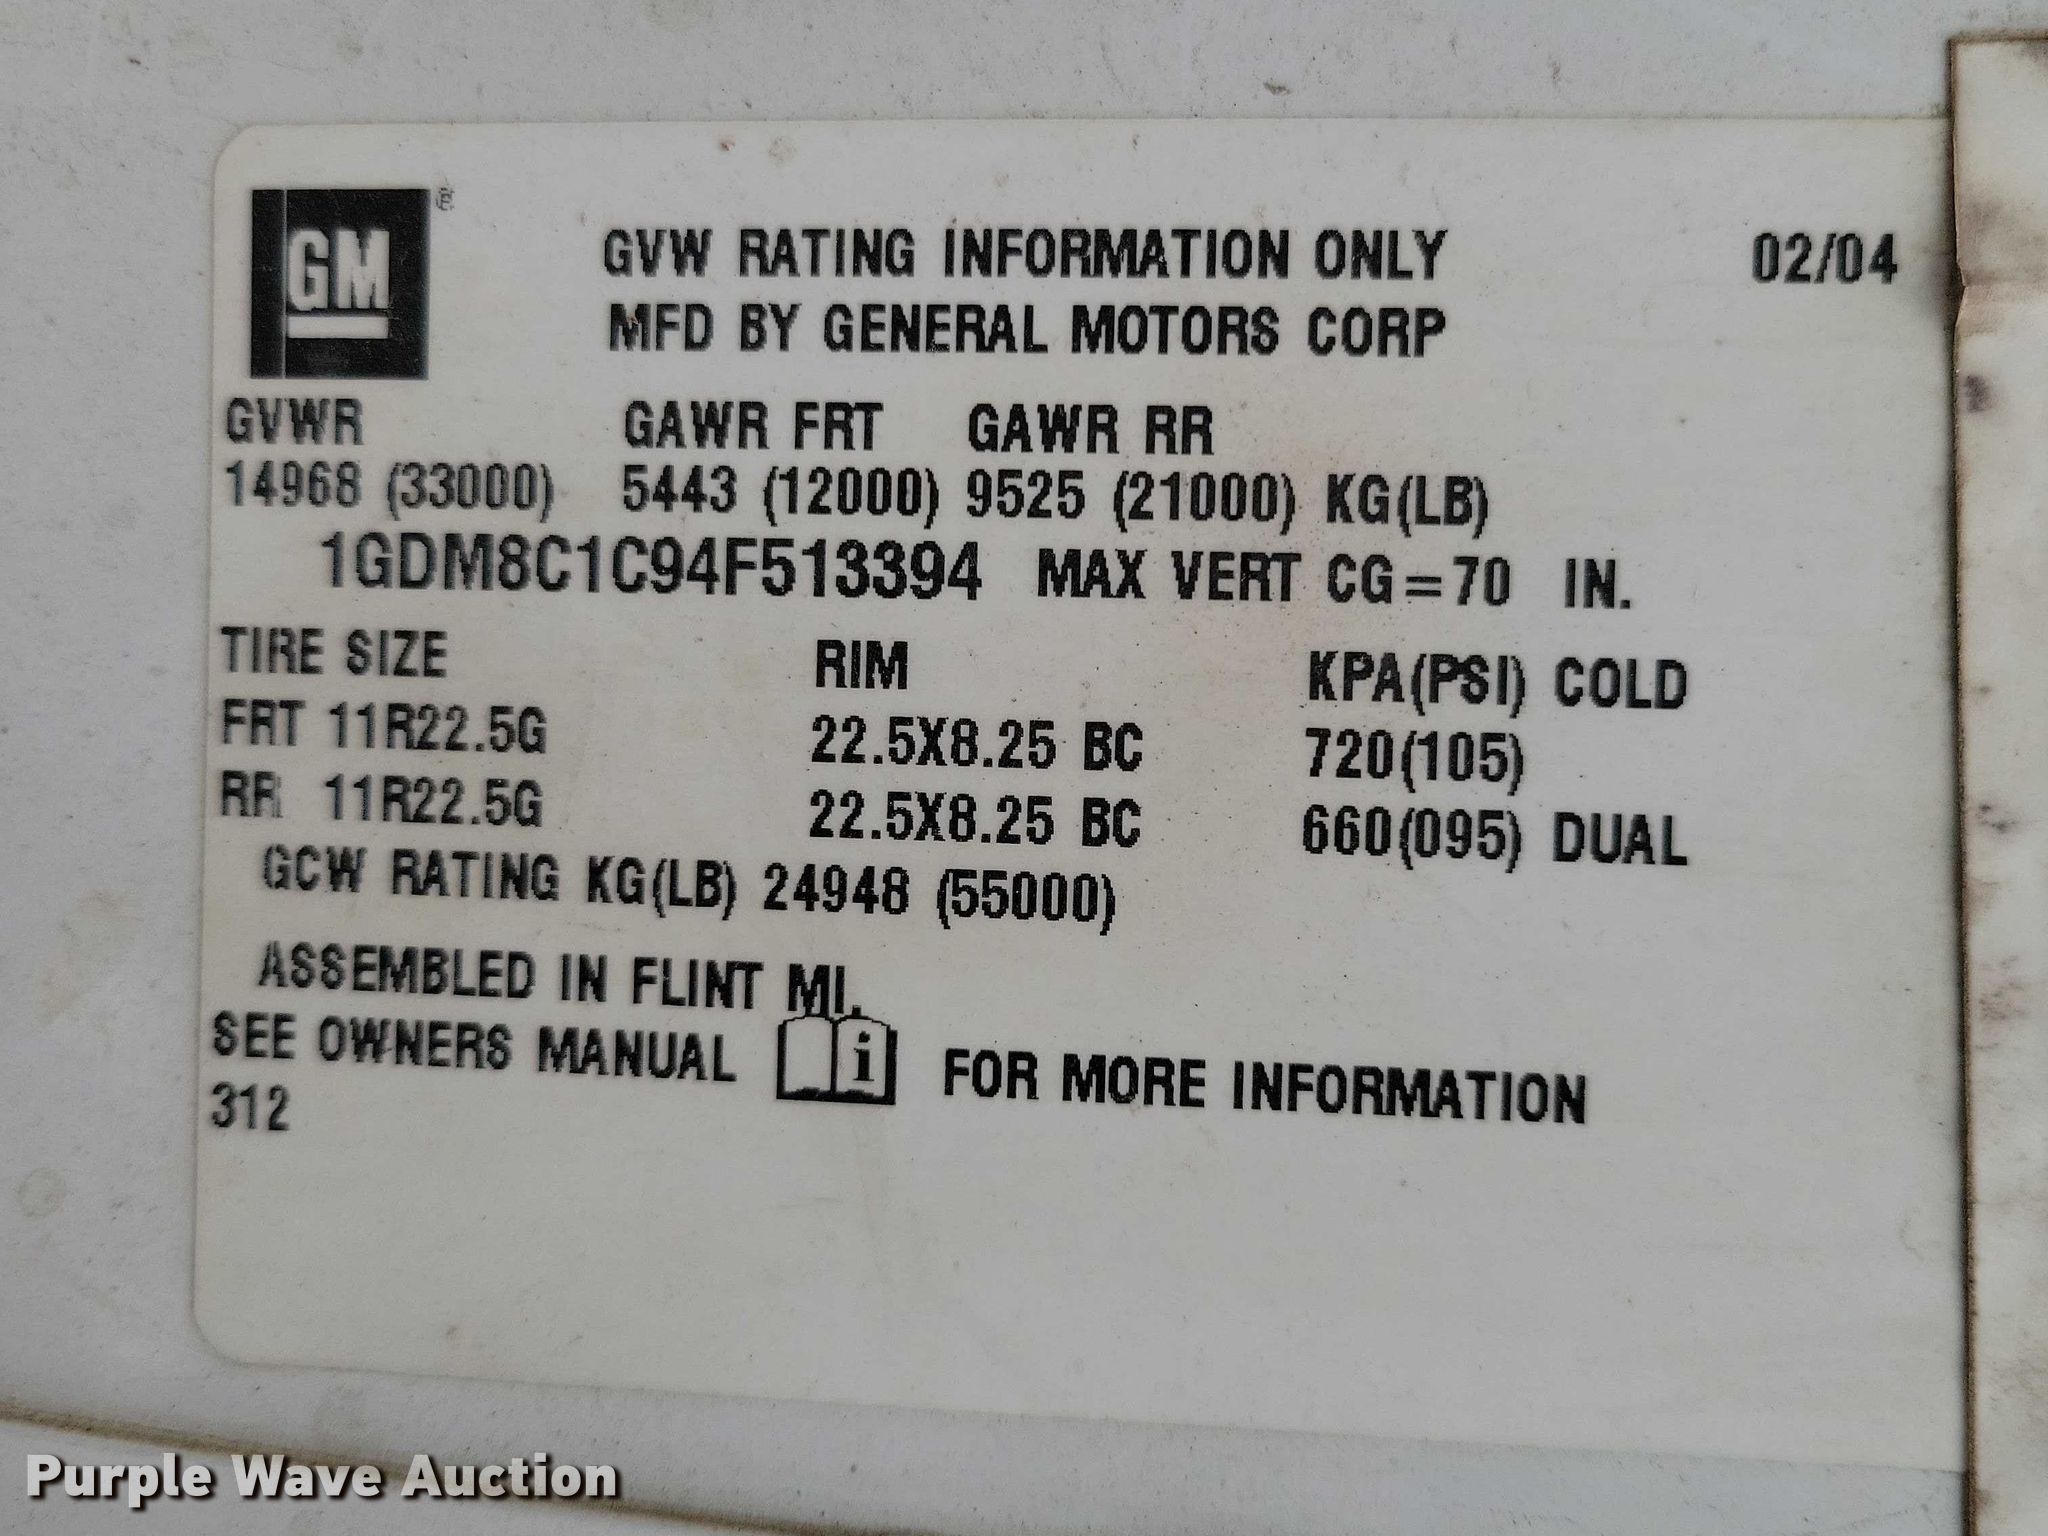 GM ®
GVW RATING INFORMATION ONLY 02/04
MFD BY GENERAL MOTORS CORP
GVWR GAWR FRT GAWR RR
14968 (33000) 5443 (12000) 9525 (21000) KG(LB)
1GDM8C1C94F513394 MAX VERT CG=70 IN.
TIRE SIZE RIM KPA(PSI) COLD
FRT 11R22.5G 22.5X8.25 BC 720(105)
RR 11R22.5G 22.5X8.25 BC 660(095) DUAL
GCW RATING KG(LB) 24948 (55000)
ASSEMBLED IN FLINT MI.
SEE OWNERS MANUAL i FOR MORE INFORMATION
312
Purple Wave Auction